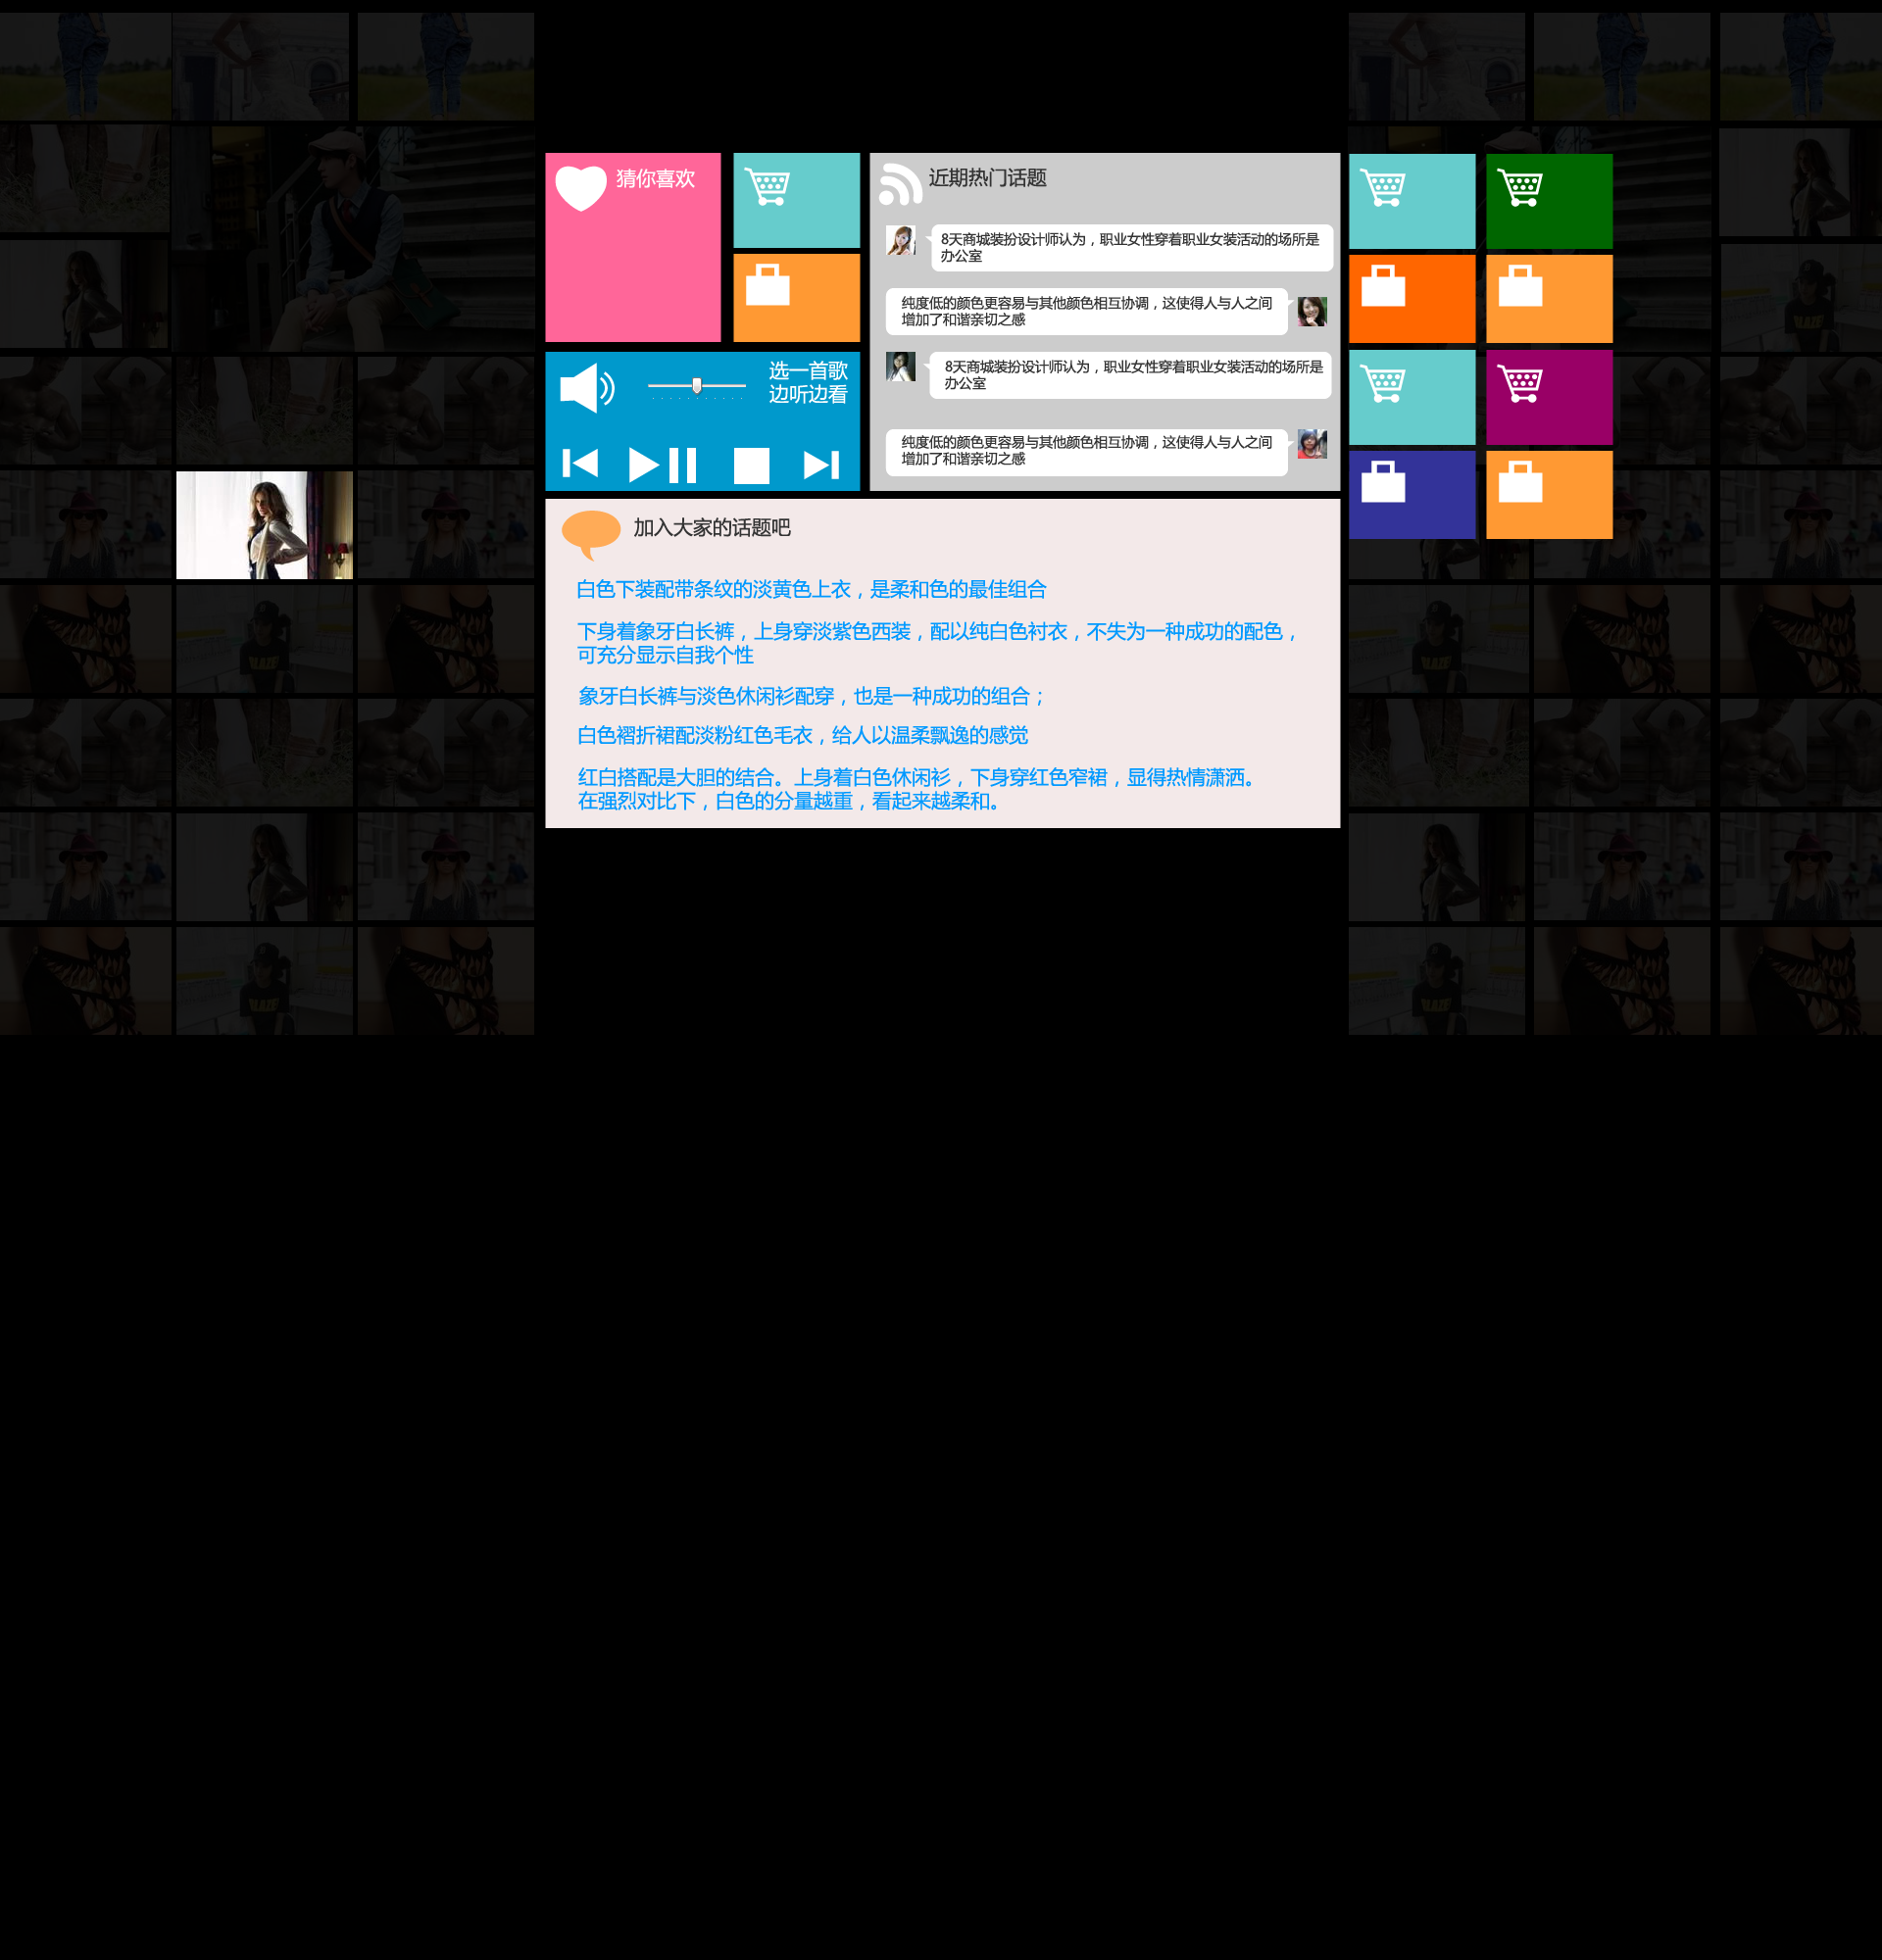 猜你喜欢
近期热门话题
8天商城装扮设计师认为，职业女性穿着职业女装活动的场所是
办公室
纯度低的颜色更容易与其他颜色相互协调，这使得人与人之间
增加了和谐亲切之感
8天商城装扮设计师认为，职业女性穿着职业女装活动的场所是
办公室
纯度低的颜色更容易与其他颜色相互协调，这使得人与人之间
增加了和谐亲切之感
选一首歌
边听边看
加入大家的话题吧
白色下装配带条纹的淡黄色上衣，是柔和色的最佳组合
下身着象牙白长裤，上身穿淡紫色西装，配以纯白色衬衣，不失为一种成功的配色，
可充分显示自我个性
象牙白长裤与淡色休闲衫配穿，也是一种成功的组合；
白色褶折裙配淡粉红色毛衣，给人以温柔飘逸的感觉
红白搭配是大胆的结合。上身着白色休闲衫，下身穿红色窄裙，显得热情潇洒。
在强烈对比下，白色的分量越重，看起来越柔和。